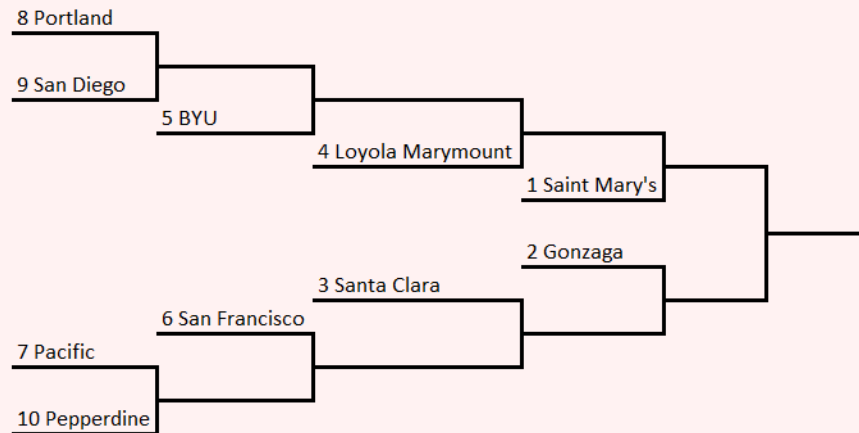 8 Portland
9 San Diego
5 BYU
4 Loyola Marymount
1 Saint Mary's
2 Gonzaga
3 Santa Clara
6 San Francisco
7 Pacific
10 Pepperdine